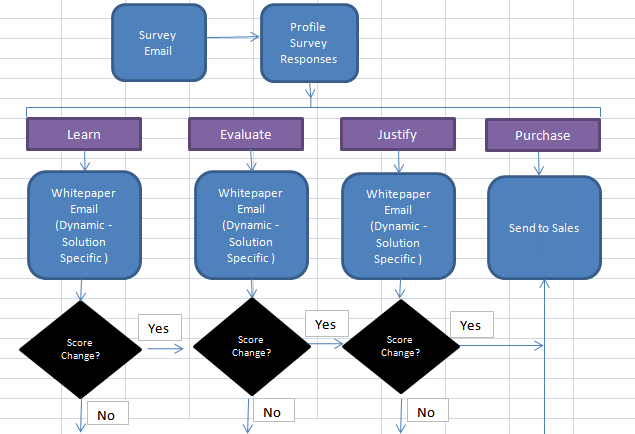 Survey
Email
Profile
Survey
Responses
Learn
Evaluate
Justify
Purchase
Whitepaper
Email
(Dynamic -
Solution
Specific )
Whitepaper
Email
(Dynamic -
Solution
Specific )
Whitepaper
Email
(Dynamic -
Solution
Specific )
Send to Sales
Score
Change?
Yes
Score
Change?
Yes
Score
Change?
Yes
No
No
No